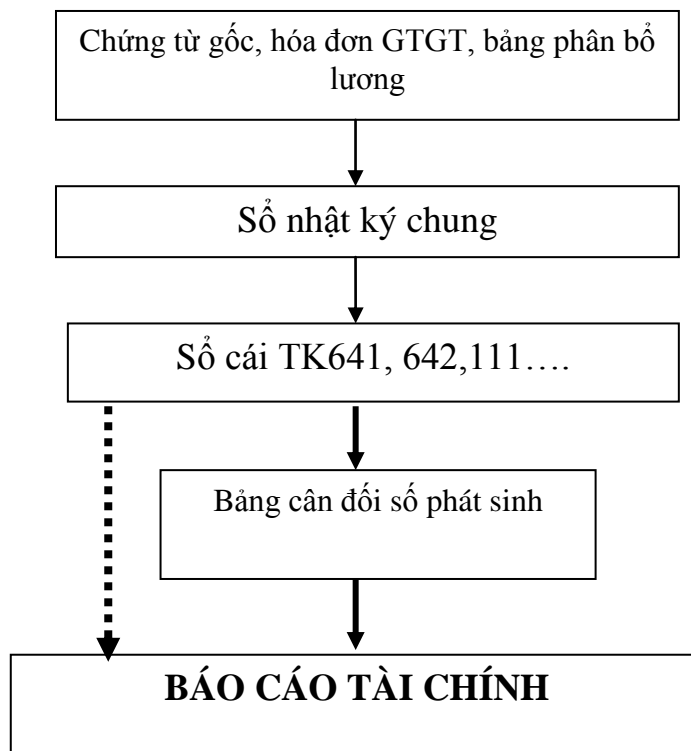 Chứng từ gốc, hóa đơn GTGT, bảng phân bổ
lương
Sổ nhật ký chung
Sổ cái TK641, 642,111….
Bảng cân đối số phát sinh
BÁO CÁO TÀI CHÍNH